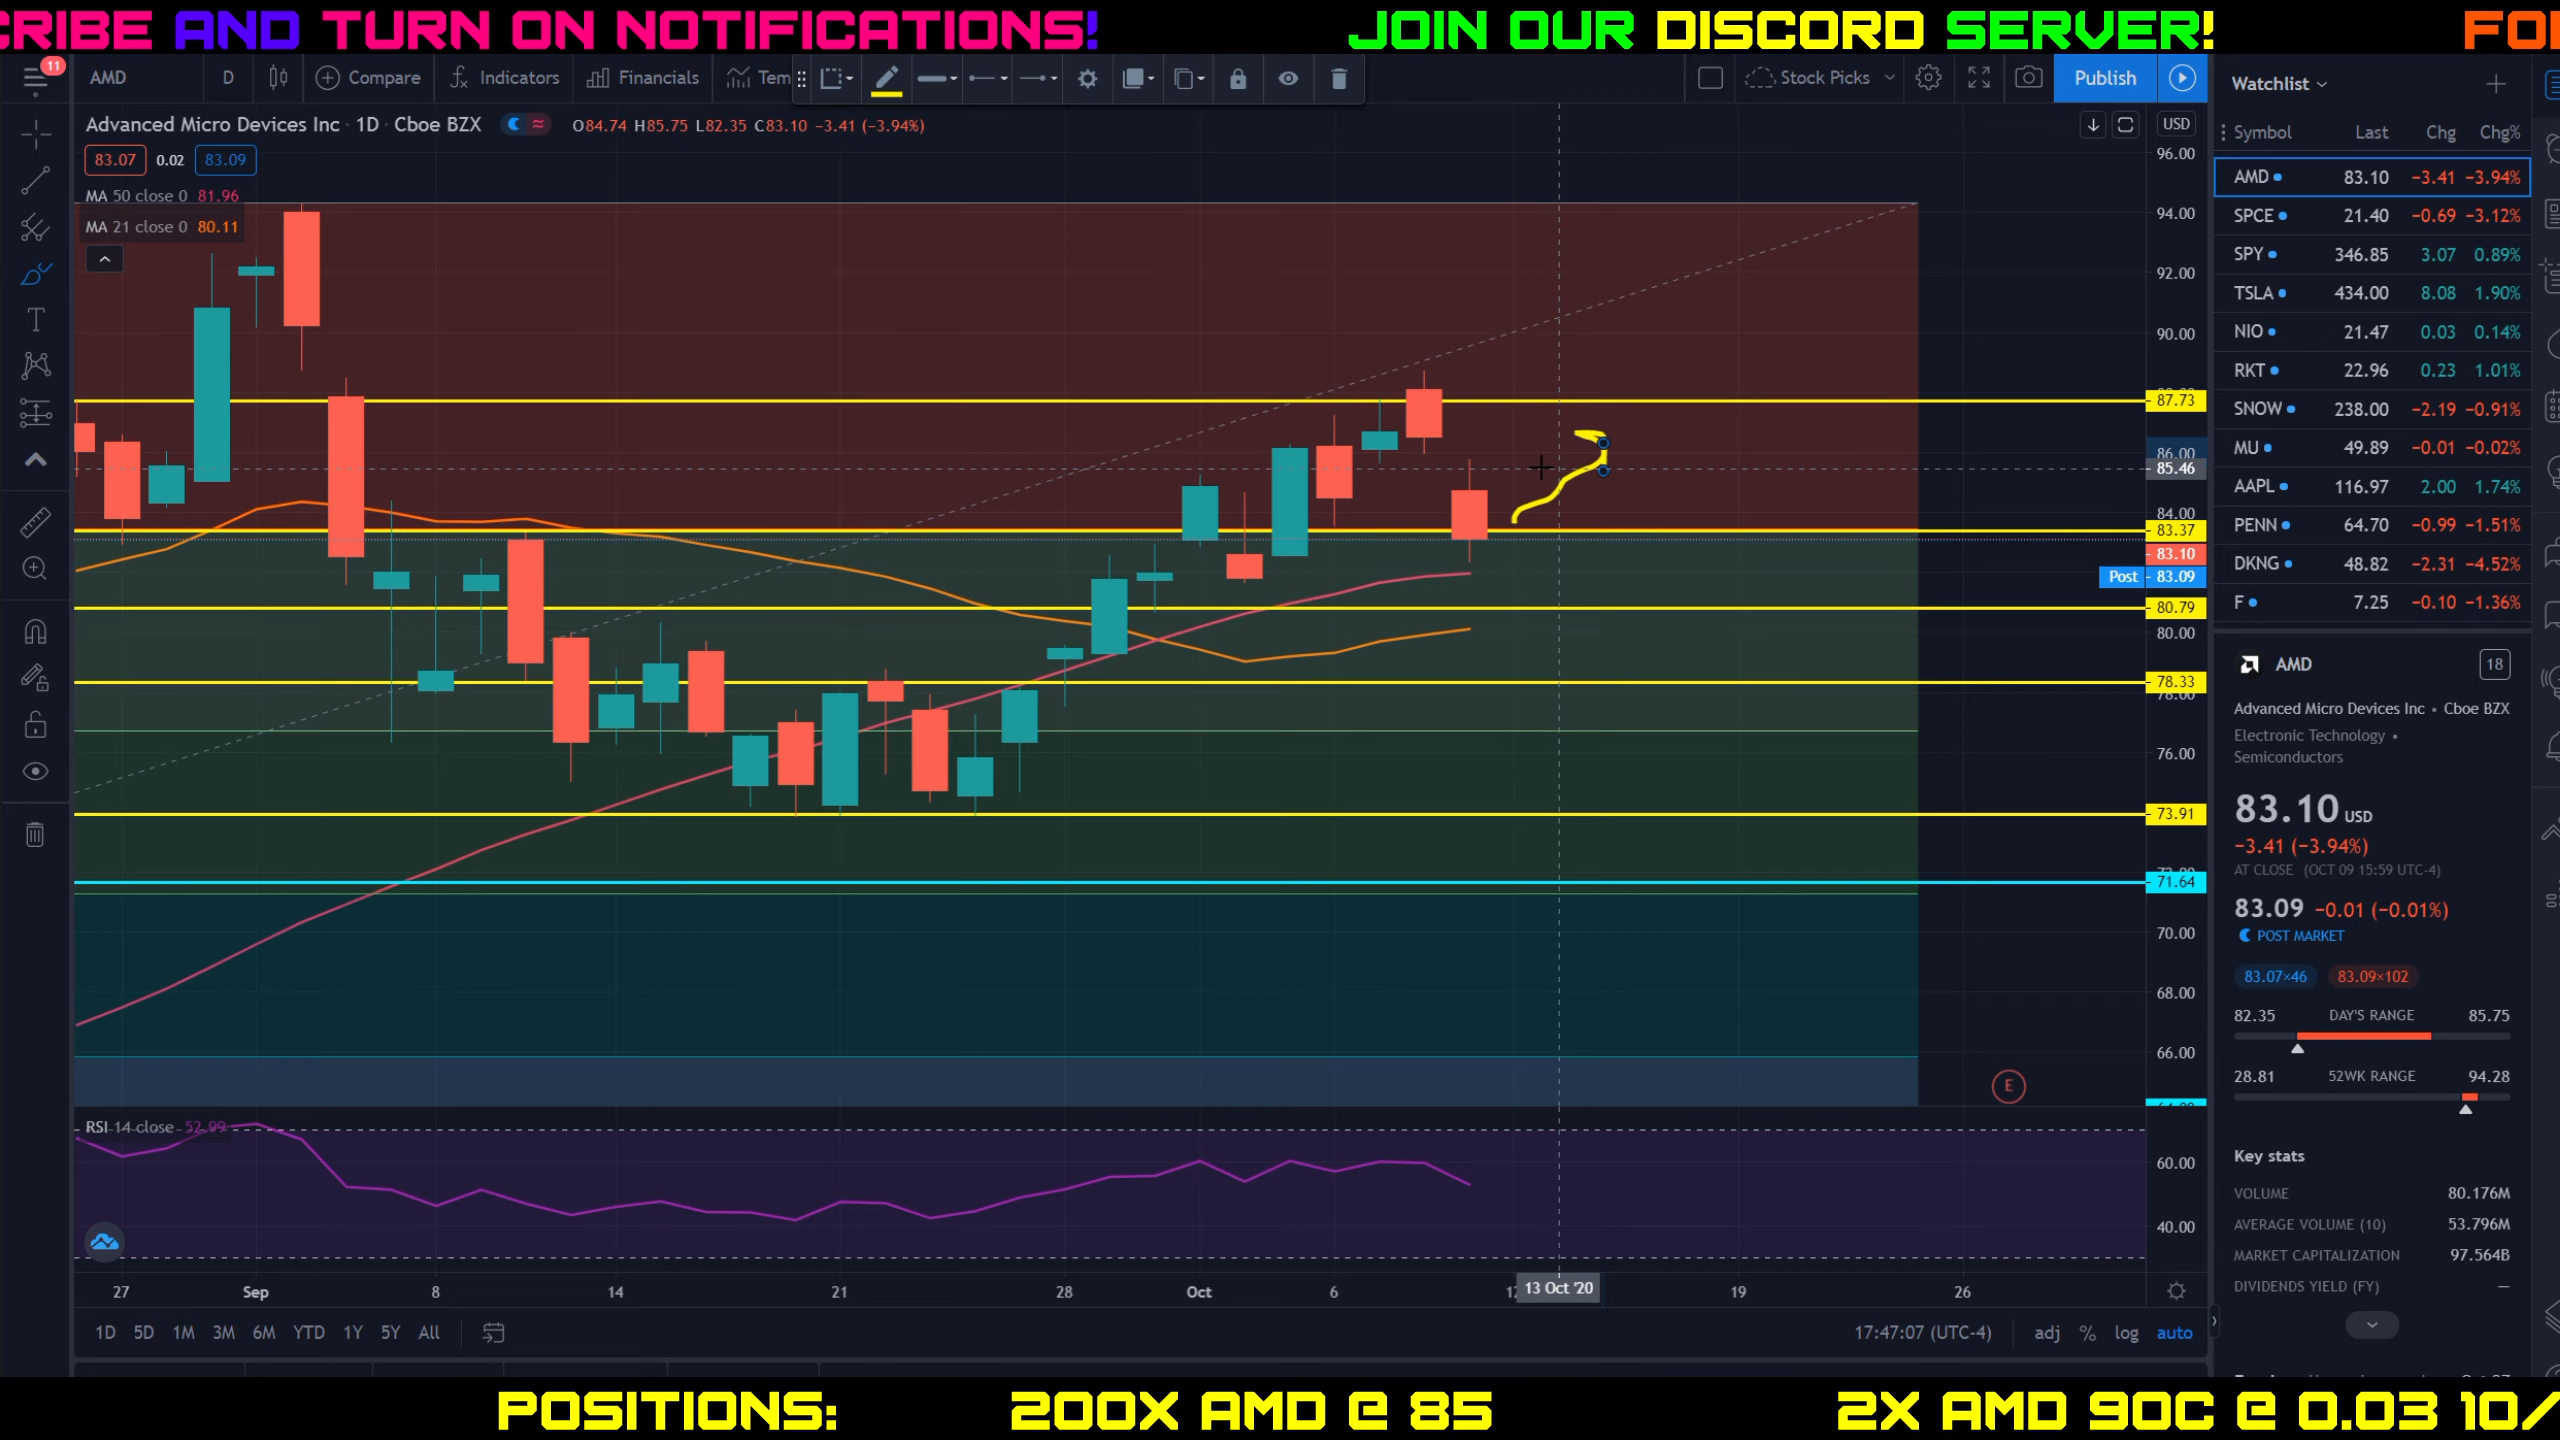 CRIBE AND TURN ON NOTIFICATIONS! JOIN OUR DISCORD SERVER!
11 AMD D Compare Indicators Financials Tem Stock Picks Publish
Advanced Micro Devices Inc · 1D · Cboe BZX O84.74 H85.75 L82.35 C83.10 −3.41 (−3.94%)
83.07 0.02 83.09
MA 50 close 0 81.96
MA 21 close 0 80.11
USD
96.00
94.00
92.00
90.00
87.73
86.00
85.46
84.00
83.37
83.10
Post 83.09
80.79
80.00
78.33
78.00
76.00
73.91
71.64
70.00
68.00
66.00
E
RSI 14 close 52.99
60.00
40.00
27 Sep 8 14 21 28 Oct 6 13 Oct '20 19 26
1D 5D 1M 3M 6M YTD 1Y 5Y All 17:47:07 (UTC-4) adj % log auto
Watchlist
Symbol Last Chg Chg%
AMD 83.10 −3.41 −3.94%
SPCE 21.40 −0.69 −3.12%
SPY 346.85 3.07 0.89%
TSLA 434.00 8.08 1.90%
NIO 21.47 0.03 0.14%
RKT 22.96 0.23 1.01%
SNOW 238.00 −2.19 −0.91%
MU 49.89 −0.01 −0.02%
AAPL 116.97 2.00 1.74%
PENN 64.70 −0.99 −1.51%
DKNG 48.82 −2.31 −4.52%
F 7.25 −0.10 −1.36%
AMD 18
Advanced Micro Devices Inc • Cboe BZX
Electronic Technology •
Semiconductors
83.10 USD
−3.41 (−3.94%)
AT CLOSE (OCT 09 15:59 UTC-4)
83.09 −0.01 (−0.01%)
POST MARKET
83.07×46 83.09×102
82.35 DAY'S RANGE 85.75
28.81 52WK RANGE 94.28
Key stats
VOLUME 80.176M
AVERAGE VOLUME (10) 53.796M
MARKET CAPITALIZATION 97.564B
DIVIDENDS YIELD (FY) —
POSITIONS: 200X AMD @ 85 2X AMD 90C @ 0.03 10/